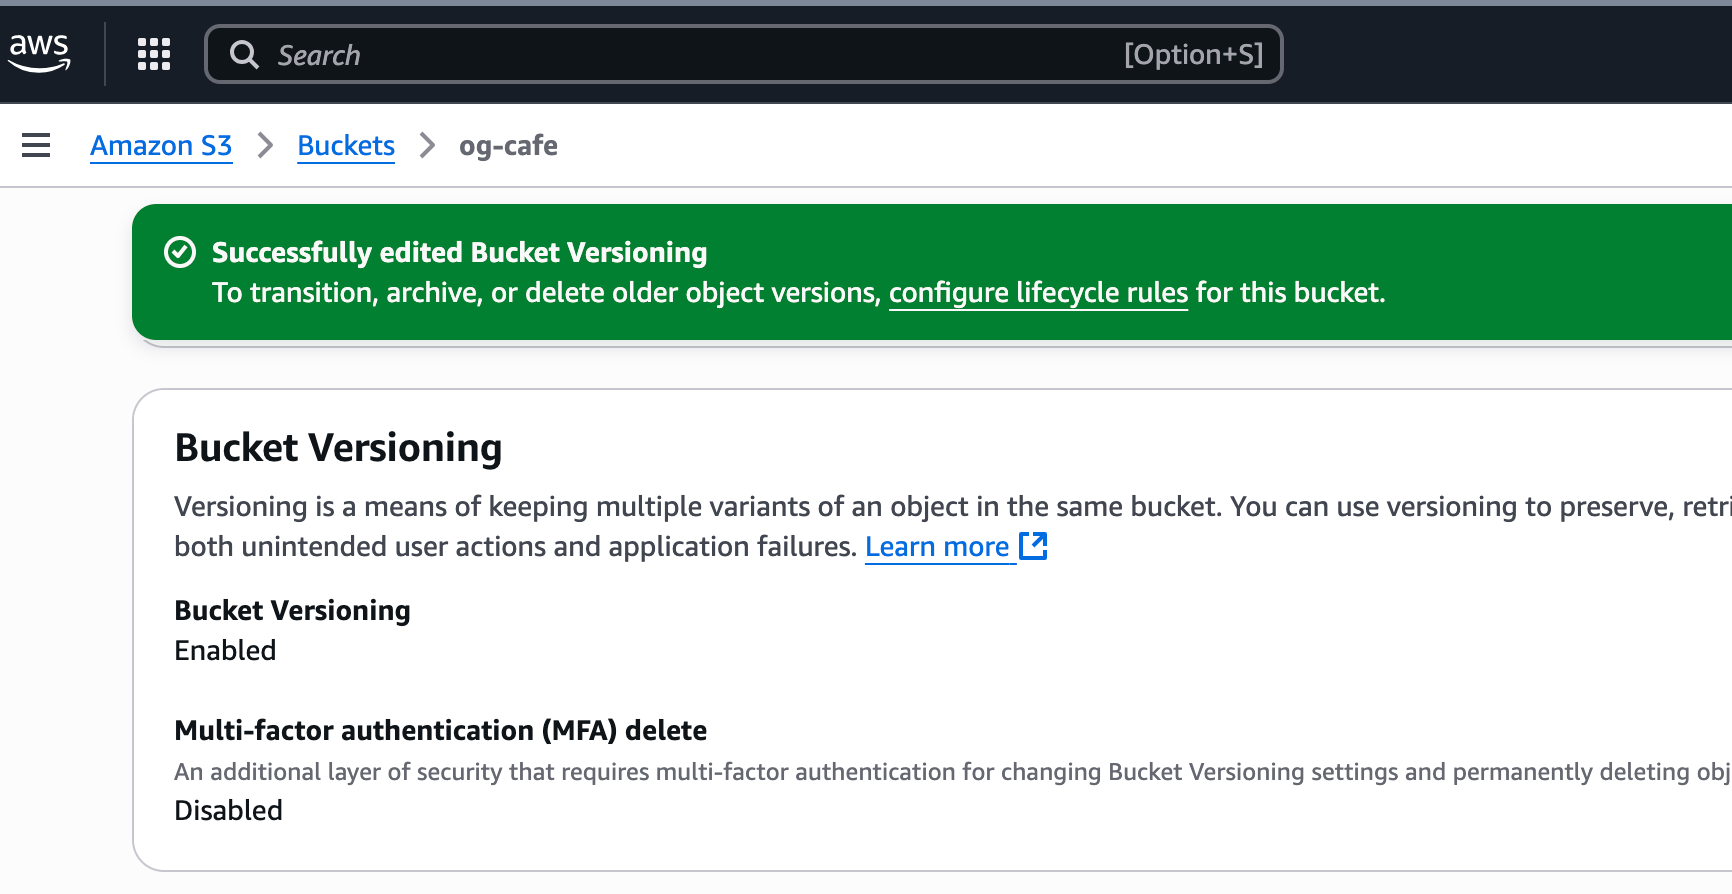 aws
Search [Option+S]
Amazon S3 > Buckets > og-cafe
Successfully edited Bucket Versioning
To transition, archive, or delete older object versions, configure lifecycle rules for this bucket.
Bucket Versioning
Versioning is a means of keeping multiple variants of an object in the same bucket. You can use versioning to preserve, retri
both unintended user actions and application failures. Learn more
Bucket Versioning
Enabled
Multi-factor authentication (MFA) delete
An additional layer of security that requires multi-factor authentication for changing Bucket Versioning settings and permanently deleting obj
Disabled